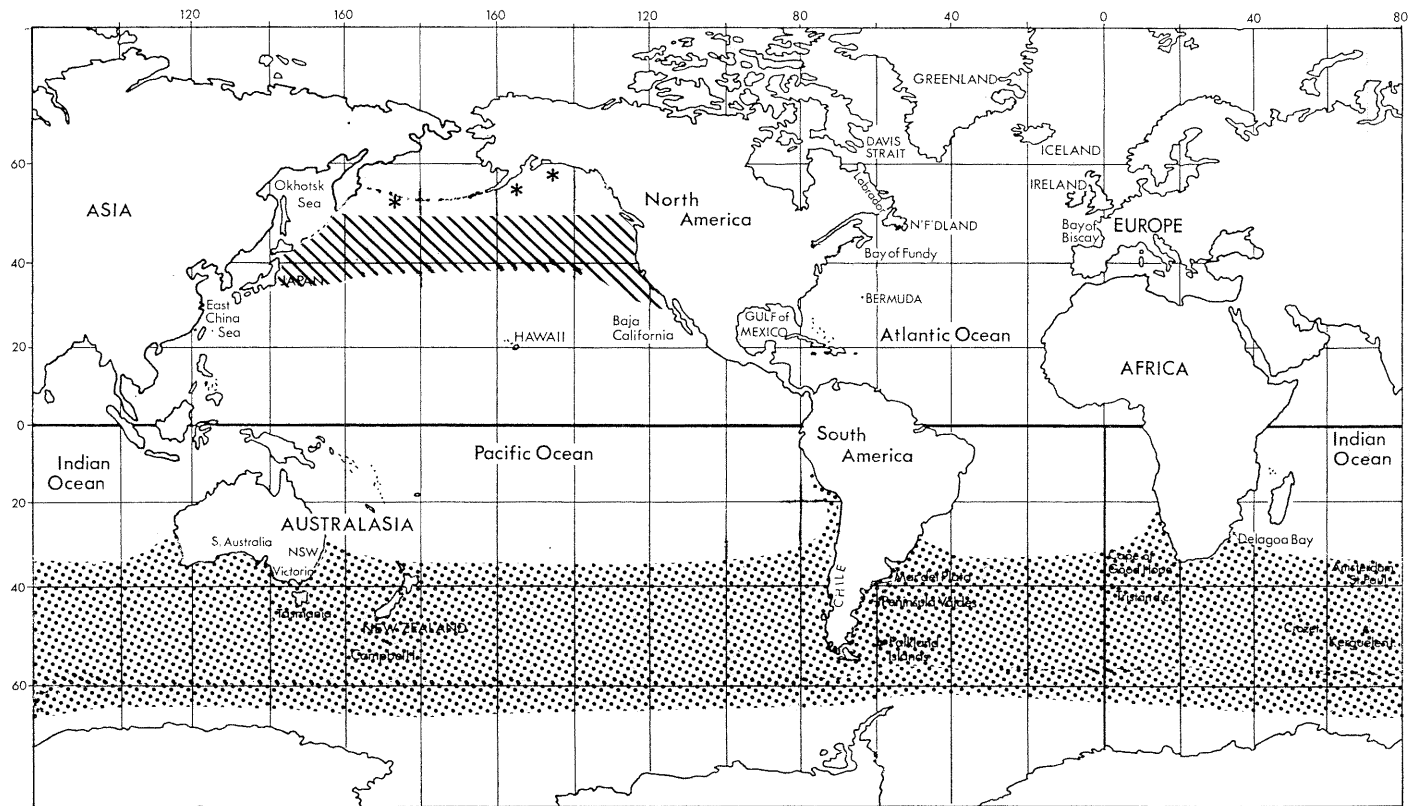 120 160 160 120 80 40 0 40 80
GREENLAND
DAVIS
STRAIT
ICELAND
60
Okhotsk
Sea
IRELAND
ASIA
North
America
Labrador
N'F'DLAND
EUROPE
Bay of
Biscay
Bay of Fundy
40
JAPAN
BERMUDA
East
China
Sea
HAWAII
Baja
California
GULF of
MEXICO
Atlantic Ocean
20
AFRICA
0
South
America
Pacific Ocean
Indian
Ocean
Indian
Ocean
20
AUSTRALASIA
S. Australia
NSW
Victoria
Delagoa Bay
Cape of
Good Hope
Amsterdam
St Paul
CHILE
Mar del Plata
40
Peninsula Valdes
Tristan d.c.
Tasmania
NEW ZEALAND
Crozet
Falkland
Islands
Kerguelen
Campbell I.
60